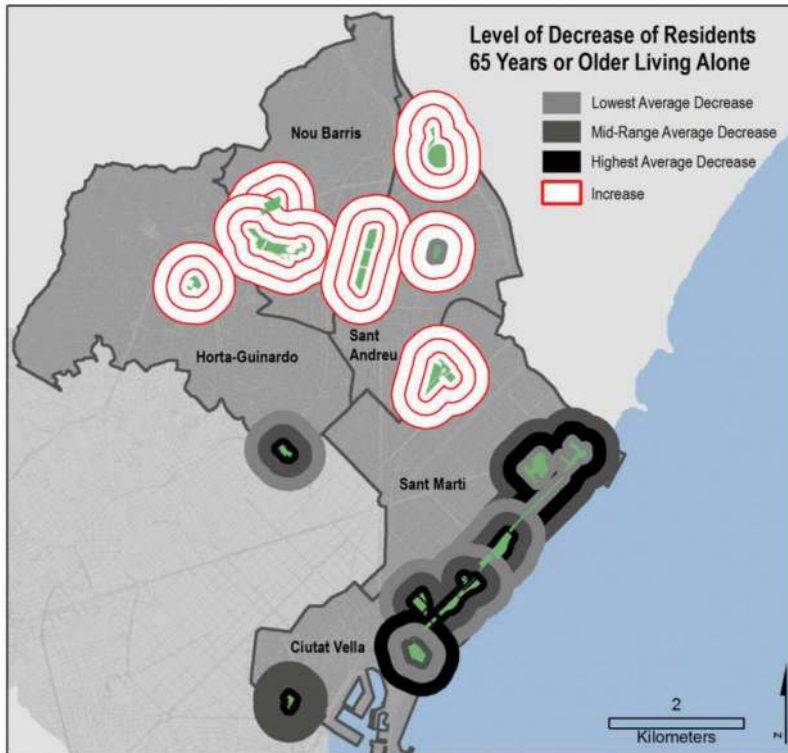 Level of Decrease of Residents
65 Years or Older Living Alone
Lowest Average Decrease
Mid-Range Average Decrease
Highest Average Decrease
Increase
Nou Barris
Sant
Andreu
Horta-Guinardo
Sant Marti
Ciutat Vella
2
Kilometers
z